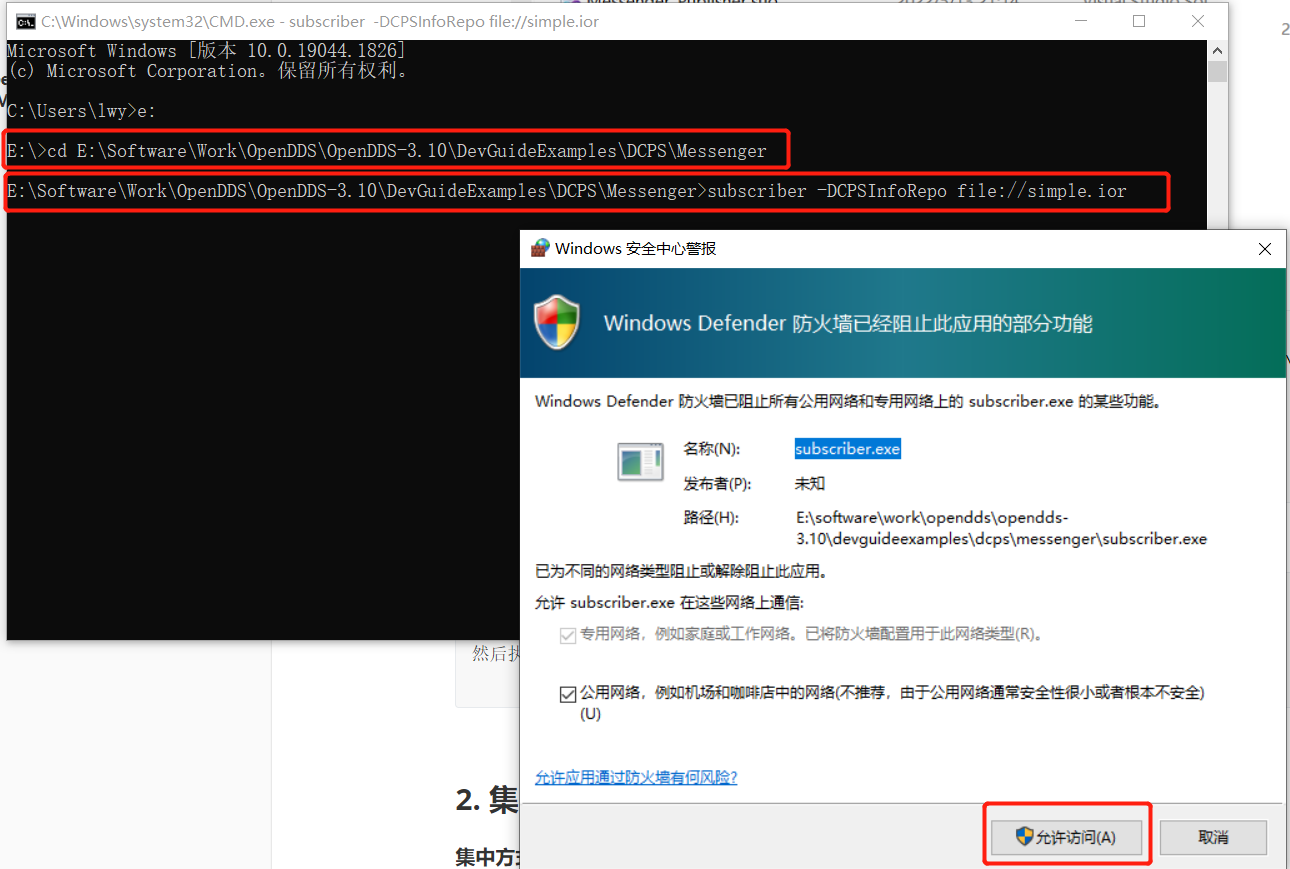 C:\Windows\system32\CMD.exe - subscriber  -DCPSInfoRepo file://simple.ior
Microsoft Windows [版本 10.0.19044.1826]
(c) Microsoft Corporation。保留所有权利。
C:\Users\lwy>e:
E:\>cd E:\Software\Work\OpenDDS\OpenDDS-3.10\DevGuideExamples\DCPS\Messenger
E:\Software\Work\OpenDDS\OpenDDS-3.10\DevGuideExamples\DCPS\Messenger>subscriber -DCPSInfoRepo file://simple.ior
Windows 安全中心警报
Windows Defender 防火墙已经阻止此应用的部分功能
Windows Defender 防火墙已阻止所有公用网络和专用网络上的 subscriber.exe 的某些功能。
名称(N): subscriber.exe
发布者(P): 未知
路径(H): E:\software\work\opendds\opendds-
3.10\devguideexamples\dcps\messenger\subscriber.exe
已为不同的网络类型阻止或解除阻止此应用。
允许 subscriber.exe 在这些网络上通信:
专用网络，例如家庭或工作网络。已将防火墙配置用于此网络类型(R)。
公用网络，例如机场和咖啡店中的网络(不推荐，由于公用网络通常安全性很小或者根本不安全)
(U)
允许应用通过防火墙有何风险?
允许访问(A) 取消
然后
2. 集
集中方